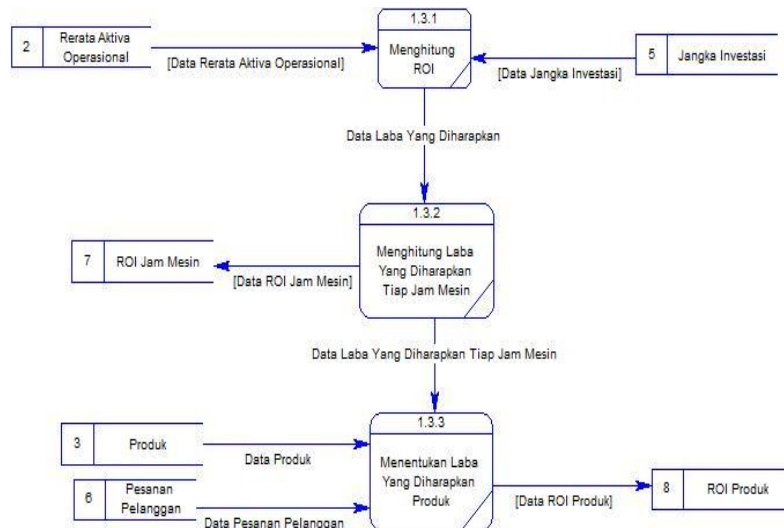 1.3.1
2
Rerata Aktiva
Operasional
Menghitung
ROI
5
Jangka Investasi
[Data Rerata Aktiva Operasional]
[Data Jangka Investasi]
Data Laba Yang Diharapkan
1.3.2
7
ROI Jam Mesin
Menghitung Laba
Yang Diharapkan
Tiap Jam Mesin
[Data ROI Jam Mesin]
Data Laba Yang Diharapkan Tiap Jam Mesin
1.3.3
3
Produk
Data Produk
Menentukan Laba
Yang Diharapkan
Produk
6
Pesanan
Pelanggan
Data Pesanan Pelanggan
[Data ROI Produk]
8
ROI Produk